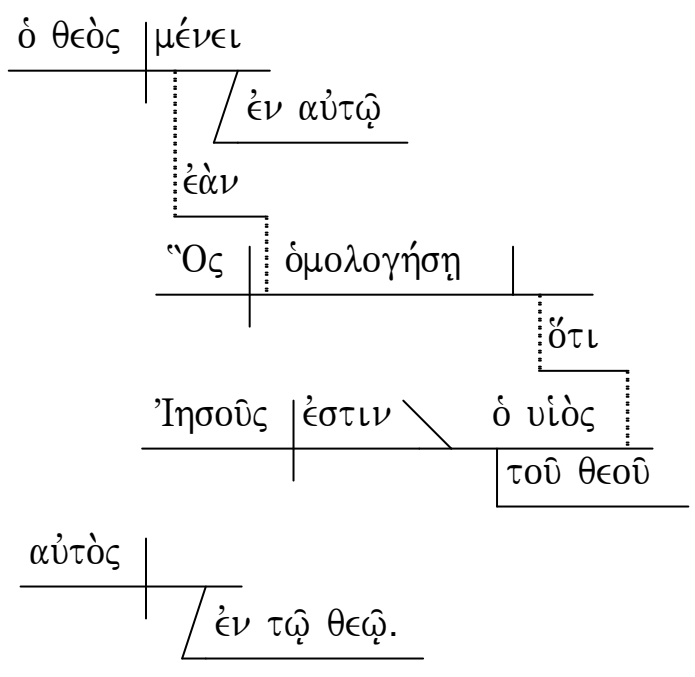 ὁ θεὸς μένει
ἐν αὐτῷ
ἐὰν
Ὃς ὁμολογήσῃ
ὅτι
Ἰησοῦς ἐστιν ὁ υἱὸς
τοῦ θεοῦ
αὐτὸς
ἐν τῷ θεῷ.